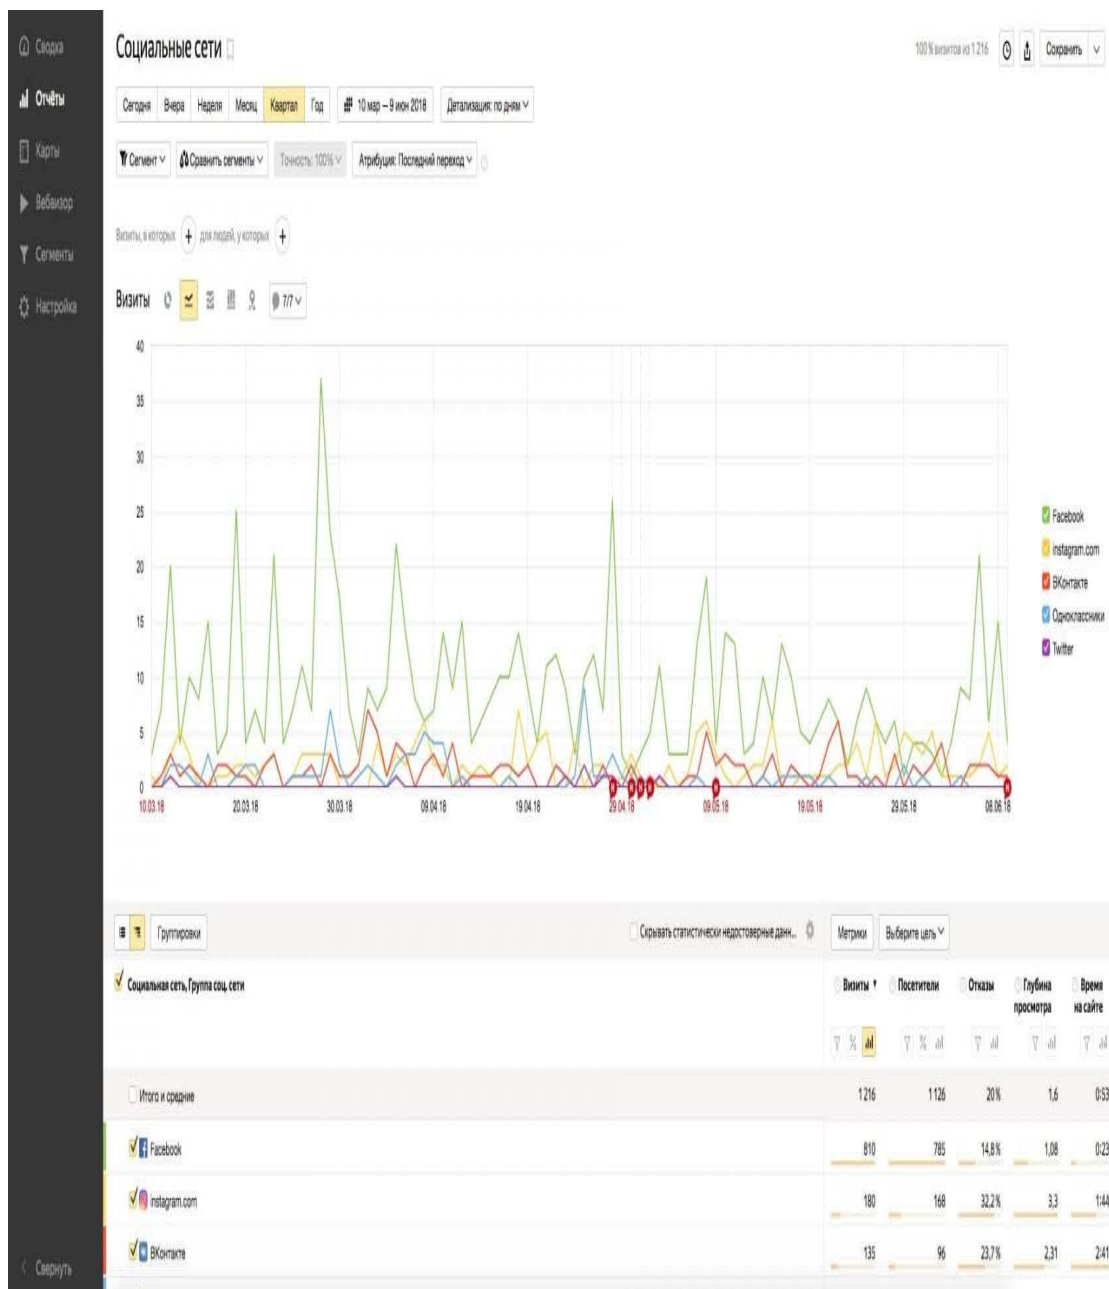 Сводка
Отчёты
Карты
Вебвизор
Сегменты
Настройка
Свернуть
Социальные сети
100 % визитов из 1 216
Сохранить
Сегодня Вчера Неделя Месяц Квартал Год 10 мар — 9 июн 2018 Детализация: по дням
Сегмент Сравнить сегменты Точность: 100% Атрибуция: Последний переход
Визиты, в которых + для людей, у которых +
Визиты 7/7
40
35
30
25
20
15
10
5
0
10.03.18 20.03.18 30.03.18 09.04.18 19.04.18 29.04.18 09.05.18 19.05.18 29.05.18 08.06.18
Facebook
instagram.com
ВКонтакте
Одноклассники
Twitter
Группировки Скрывать статистически недостоверные данн... Метрики Выберите цель
Социальная сеть, Группа соц. сети Визиты Посетители Отказы Глубина просмотра Время на сайте
Итого и средние 1 216 1 126 20 % 1,6 0:53
Facebook 810 785 14,8 % 1,08 0:23
instagram.com 180 168 32,2 % 3,3 1:44
ВКонтакте 135 96 23,7 % 2,31 2:41